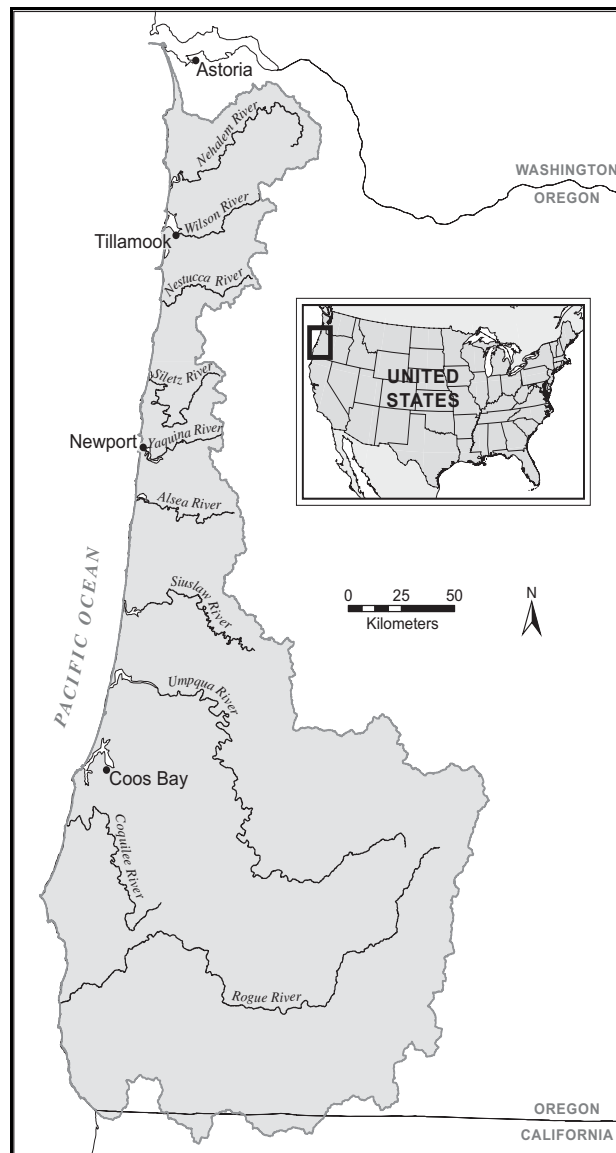 Astoria
Nehalem River
WASHINGTON
OREGON
Wilson River
Tillamook
Nestucca River
UNITED
STATES
Siletz River
Newport
Yaquina River
Alsea River
PACIFIC OCEAN
Siuslaw River
0 25 50
Kilometers
N
Umpqua River
Coos Bay
Coquilee River
Rogue River
OREGON
CALIFORNIA